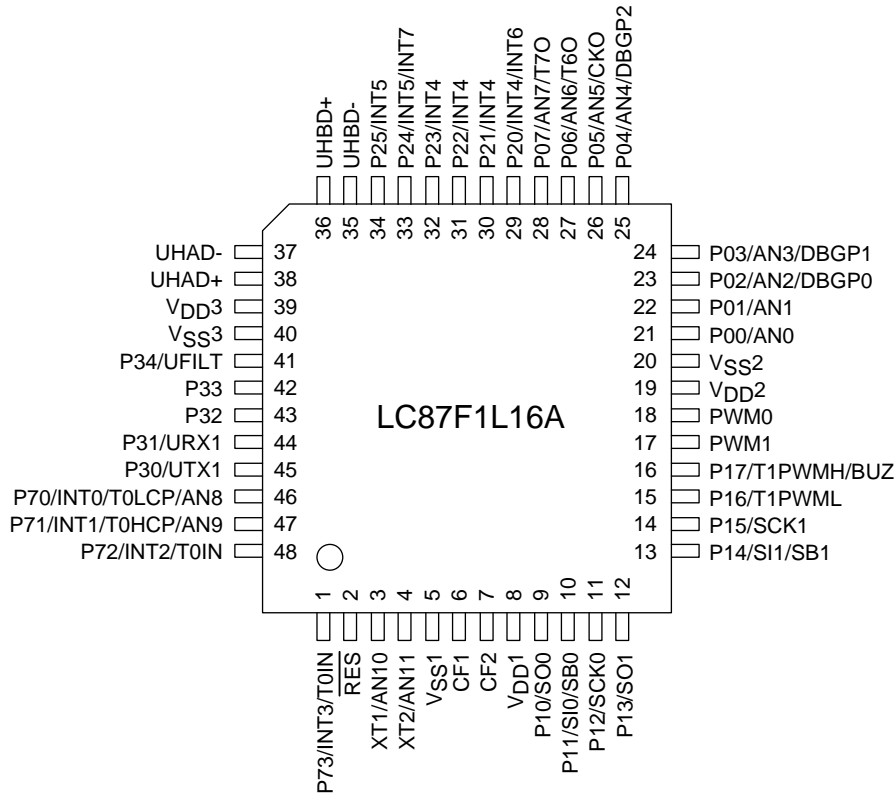 UHBD+
UHBD-
P25/INT5
P24/INT5/INT7
P23/INT4
P22/INT4
P21/INT4
P20/INT4/INT6
P07/AN7/T7O
P06/AN6/T6O
P05/AN5/CKO
P04/AN4/DBGP2
36
35
34
33
32
31
30
29
28
27
26
25
UHAD- 37
UHAD+ 38
VDD3 39
VSS3 40
P34/UFILT 41
P33 42
P32 43
P31/URX1 44
P30/UTX1 45
P70/INT0/T0LCP/AN8 46
P71/INT1/T0HCP/AN9 47
P72/INT2/T0IN 48
LC87F1L16A
24 P03/AN3/DBGP1
23 P02/AN2/DBGP0
22 P01/AN1
21 P00/AN0
20 VSS2
19 VDD2
18 PWM0
17 PWM1
16 P17/T1PWMH/BUZ
15 P16/T1PWML
14 P15/SCK1
13 P14/SI1/SB1
1
2
3
4
5
6
7
8
9
10
11
12
P73/INT3/T0IN
RES
XT1/AN10
XT2/AN11
VSS1
CF1
CF2
VDD1
P10/SO0
P11/SI0/SB0
P12/SCK0
P13/SO1